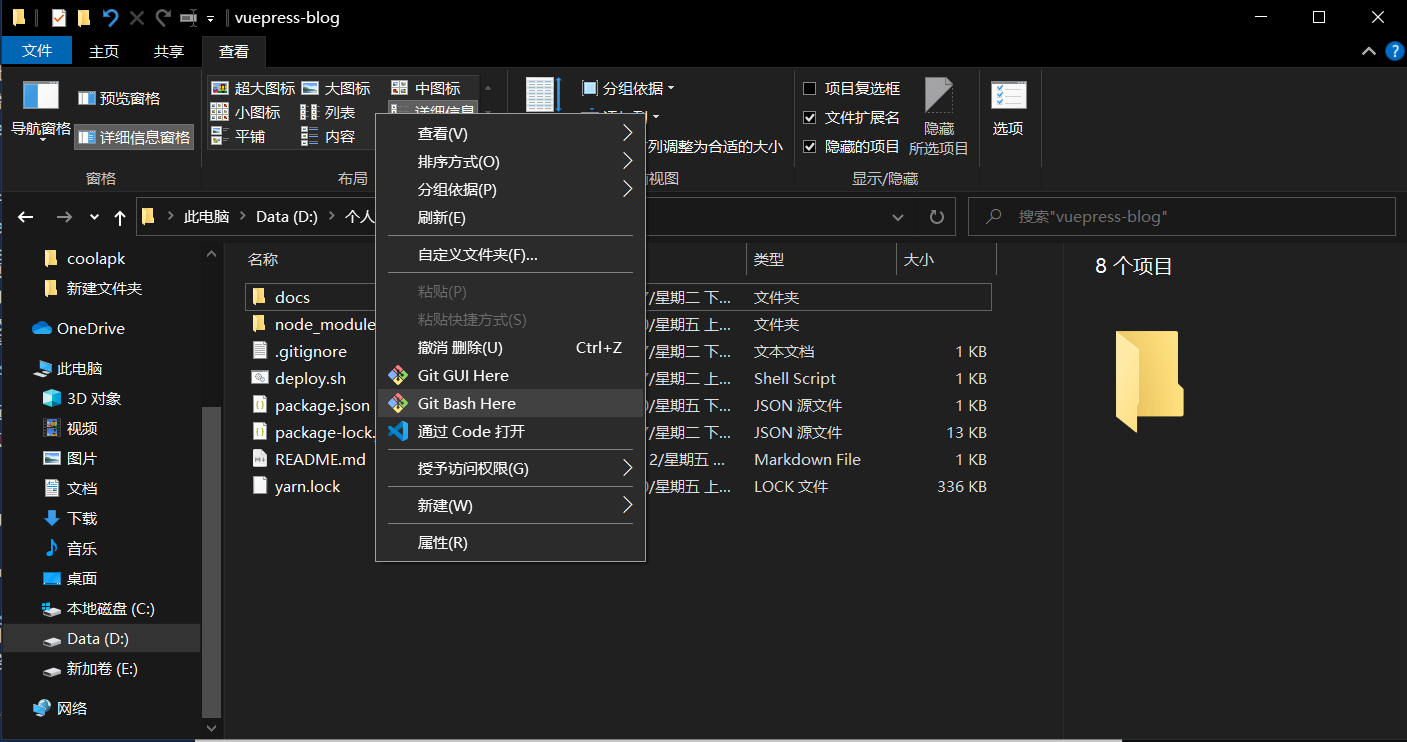 vuepress-blog
文件 主页 共享 查看
导航窗格 预览窗格 详细信息窗格
超大图标 大图标 中图标
小图标 列表 详细信息
平铺 内容
分组依据
列调整为合适的大小
项目复选框
文件扩展名
隐藏的项目
隐藏
所选项目
选项
窗格 布局 视图 显示/隐藏
此电脑 Data (D:) 个人
搜索"vuepress-blog"
coolapk
新建文件夹
OneDrive
此电脑
3D 对象
视频
图片
文档
下载
音乐
桌面
本地磁盘 (C:)
Data (D:)
新加卷 (E:)
网络
名称 类型 大小
docs /星期二 下... 文件夹
node_module /星期五 上... 文件夹
.gitignore /星期二 下... 文本文档 1 KB
deploy.sh /星期二 上... Shell Script 1 KB
package.json /星期二 下... JSON 源文件 1 KB
package-lock. /星期二 下... JSON 源文件 13 KB
README.md 2/星期五 ... Markdown File 1 KB
yarn.lock /星期五 上... LOCK 文件 336 KB
查看(V)
排序方式(O)
分组依据(P)
刷新(E)
自定义文件夹(F)...
粘贴(P)
粘贴快捷方式(S)
撤消 删除(U) Ctrl+Z
Git GUI Here
Git Bash Here
通过 Code 打开
授予访问权限(G)
新建(W)
属性(R)
8 个项目